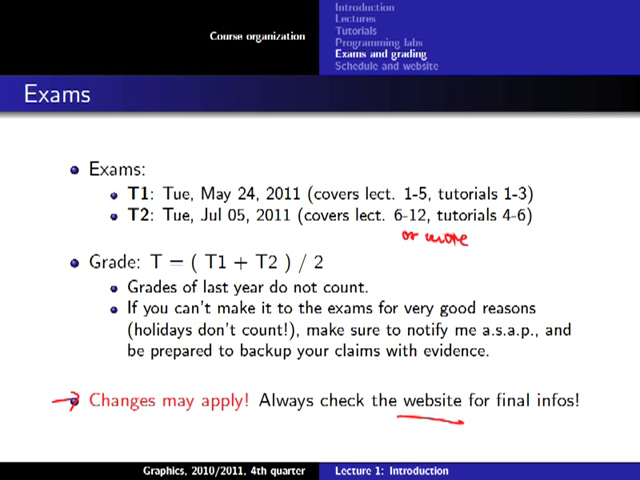 Introduction
Lectures
Tutorials
Course organization
Programming labs
Exams and grading
Schedule and website
Exams
Exams:
T1: Tue, May 24, 2011 (covers lect. 1-5, tutorials 1-3)
T2: Tue, Jul 05, 2011 (covers lect. 6-12, tutorials 4-6)
or more
Grade: T = ( T1 + T2 ) / 2
Grades of last year do not count.
If you can't make it to the exams for very good reasons
(holidays don't count!), make sure to notify me a.s.a.p., and
be prepared to backup your claims with evidence.
Changes may apply! Always check the website for final infos!
Graphics, 2010/2011, 4th quarter Lecture 1: Introduction